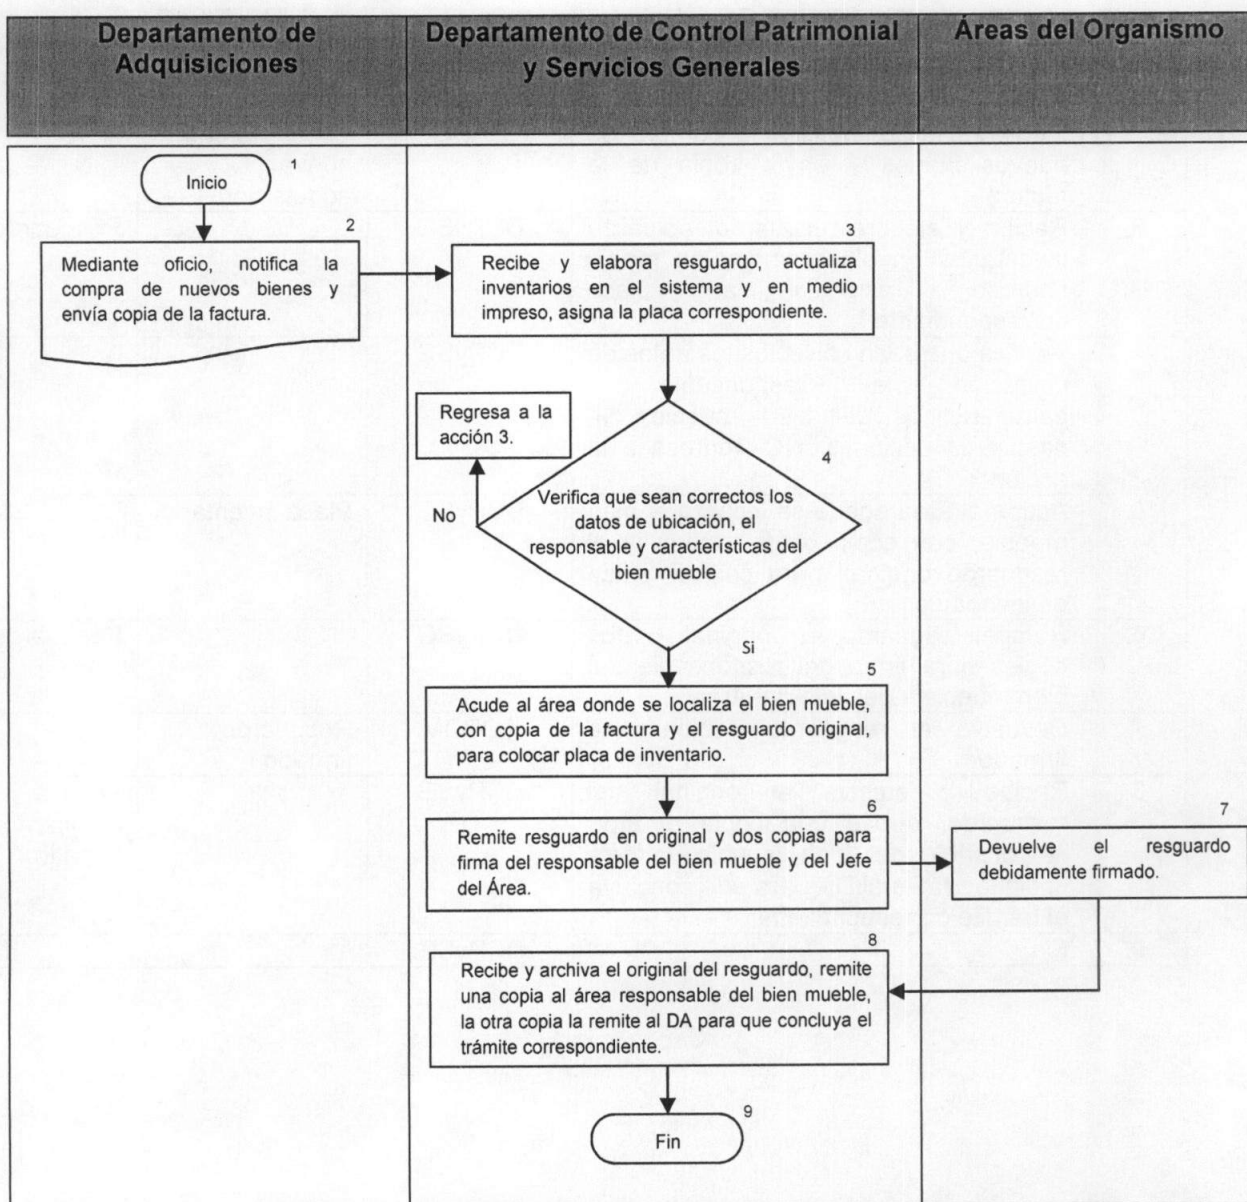 Departamento de
Adquisiciones
Departamento de Control Patrimonial
y Servicios Generales
Áreas del Organismo
1
Inicio
2
Mediante oficio, notifica la
compra de nuevos bienes y
envía copia de la factura.
3
Recibe y elabora resguardo, actualiza
inventarios en el sistema y en medio
impreso, asigna la placa correspondiente.
Regresa a la
acción 3.
4
No
Verifica que sean correctos los
datos de ubicación, el
responsable y características del
bien mueble
Si
5
Acude al área donde se localiza el bien mueble,
con copia de la factura y el resguardo original,
para colocar placa de inventario.
6
Remite resguardo en original y dos copias para
firma del responsable del bien mueble y del Jefe
del Área.
7
Devuelve el resguardo
debidamente firmado.
8
Recibe y archiva el original del resguardo, remite
una copia al área responsable del bien mueble,
la otra copia la remite al DA para que concluya el
trámite correspondiente.
9
Fin